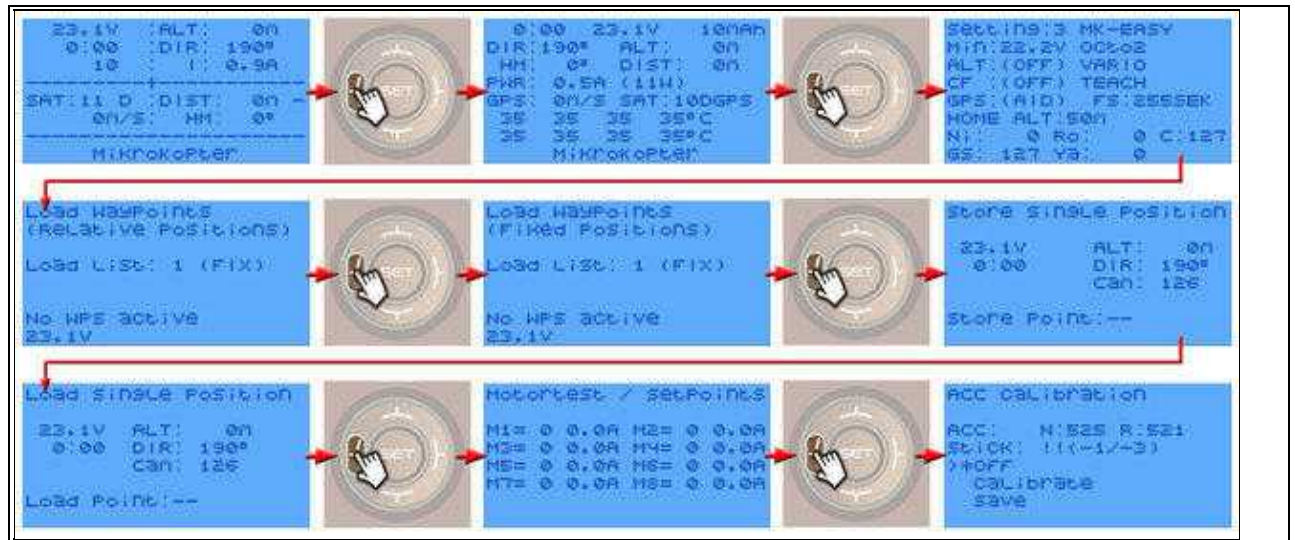 23.1V :ALT: 0m
0:00 :DIR: 190°
10 : I: 0.9A
SAT:11 D :DIST: 0m -
0m/s: HM: 0°
MikroKopter
SET
0:00 23.1V 10mAh
DIR:190° ALT: 0m
HM: 0° DIST: 0m
PWR: 0.5A (11W)
GPS: 0m/s SAT:10DGPS
35 35 35 35°C
35 35 35 35°C
MikroKopter
SET
Setting:3 MK-EASY
Min:22.2V Octo2
ALT:(OFF) VARIO
CF :(OFF) TEACH
GPS:(AID) FS:255SEK
HOME ALT:50m
Ni: 0 Ro: 0 C:127
GS: 127 Ya: 0
Load WayPoints
(Relative Positions)
Load List: 1 (FIX)
No WPs active
23.1V
SET
Load WayPoints
(Fixed Positions)
Load List: 1 (FIX)
No WPs active
23.1V
SET
Store Single Position
23.1V ALT: 0m
0:00 DIR: 190°
Can: 126
Store Point:--
Load Single Position
23.1V ALT: 0m
0:00 DIR: 190°
Can: 126
Load Point:--
SET
Motortest / SetPoints
M1= 0 0.0A M2= 0 0.0A
M3= 0 0.0A M4= 0 0.0A
M5= 0 0.0A M6= 0 0.0A
M7= 0 0.0A M8= 0 0.0A
SET
ACC Calibration
ACC: N:525 R:521
Stick: !((-1/-3)
>*OFF
Calibrate
Save